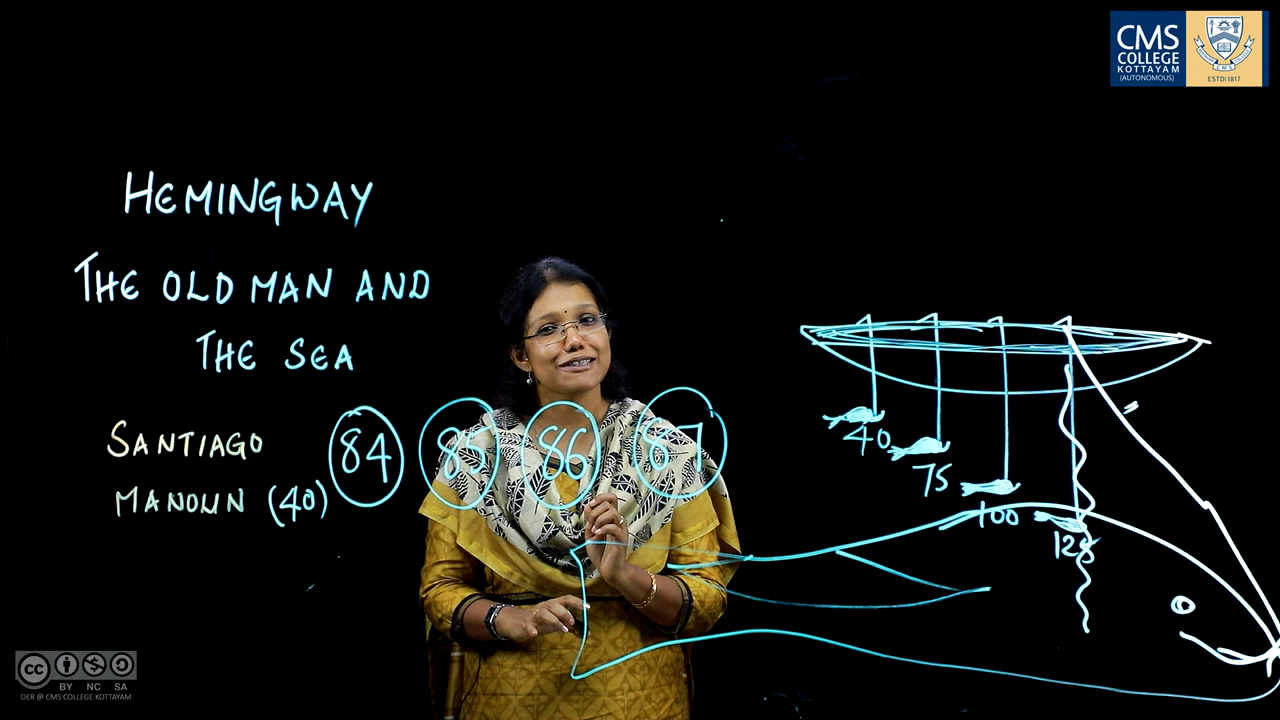 CMS
COLLEGE
KOTTAYAM
(AUTONOMOUS)
ESTD:1817
HEMINGWAY
THE OLD MAN AND
THE SEA
SANTIAGO
MANOLIN (40)
84 85 86 87
40
75
100
125
CC BY NC SA
OER @ CMS COLLEGE KOTTAYAM